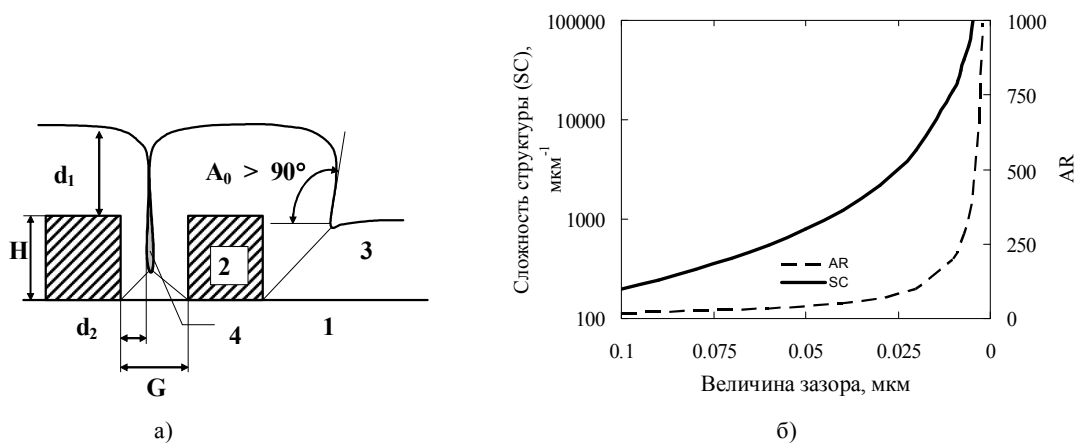 d₁
A₀ > 90°
H
2
3
d₂
4
1
G
а)
Сложность структуры (SC),
мкм⁻¹
100000
10000
1000
100
1000
750
500
250
0
AR
AR
SC
0.1
0.075
0.05
0.025
0
Величина зазора, мкм
б)